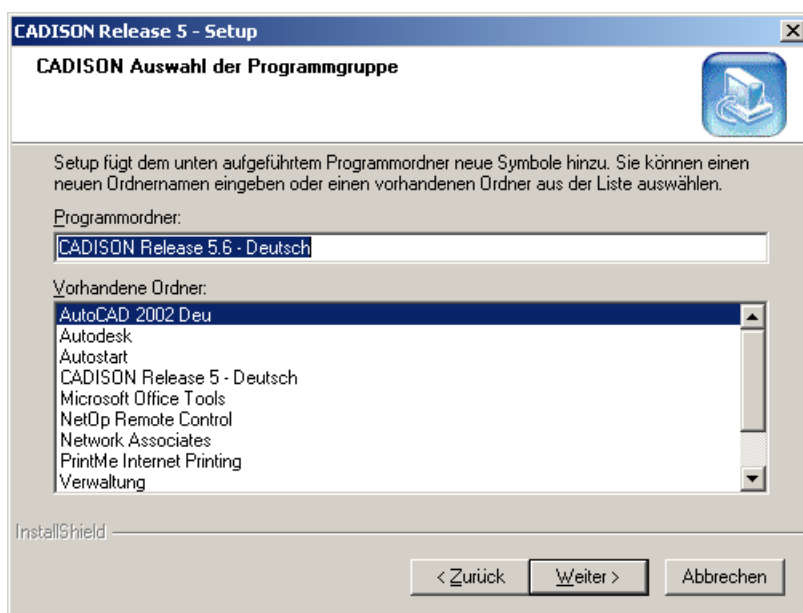 CADISON Release 5 - Setup
CADISON Auswahl der Programmgruppe
Setup fügt dem unten aufgeführtem Programmordner neue Symbole hinzu. Sie können einen
neuen Ordnernamen eingeben oder einen vorhandenen Ordner aus der Liste auswählen.
Programmordner:
CADISON Release 5.6 - Deutsch
Vorhandene Ordner:
AutoCAD 2002 Deu
Autodesk
Autostart
CADISON Release 5 - Deutsch
Microsoft Office Tools
NetOp Remote Control
Network Associates
PrintMe Internet Printing
Verwaltung
InstallShield
< Zurück Weiter > Abbrechen